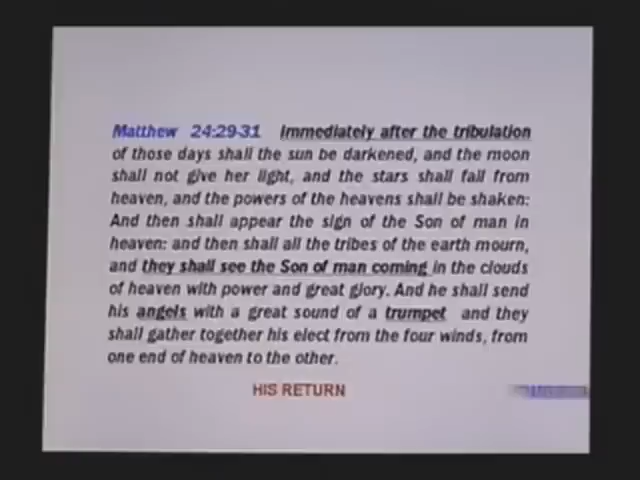 Matthew 24:29-31 Immediately after the tribulation
of those days shall the sun be darkened, and the moon
shall not give her light, and the stars shall fall from
heaven, and the powers of the heavens shall be shaken:
And then shall appear the sign of the Son of man in
heaven: and then shall all the tribes of the earth mourn,
and they shall see the Son of man coming in the clouds
of heaven with power and great glory. And he shall send
his angels with a great sound of a trumpet and they
shall gather together his elect from the four winds, from
one end of heaven to the other.
HIS RETURN